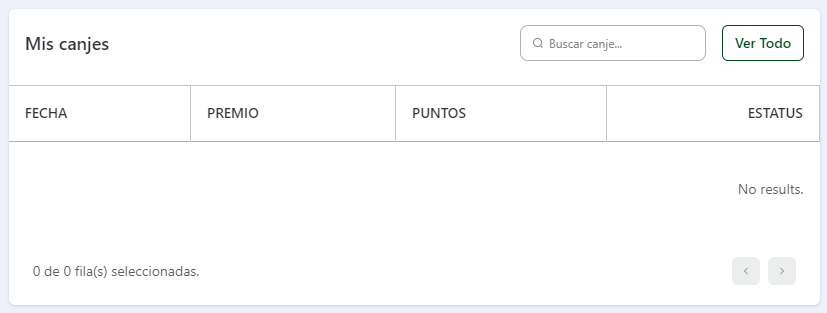 Mis canjes
Buscar canje...
Ver Todo
FECHA
PREMIO
PUNTOS
ESTATUS
No results.
0 de 0 fila(s) seleccionadas.